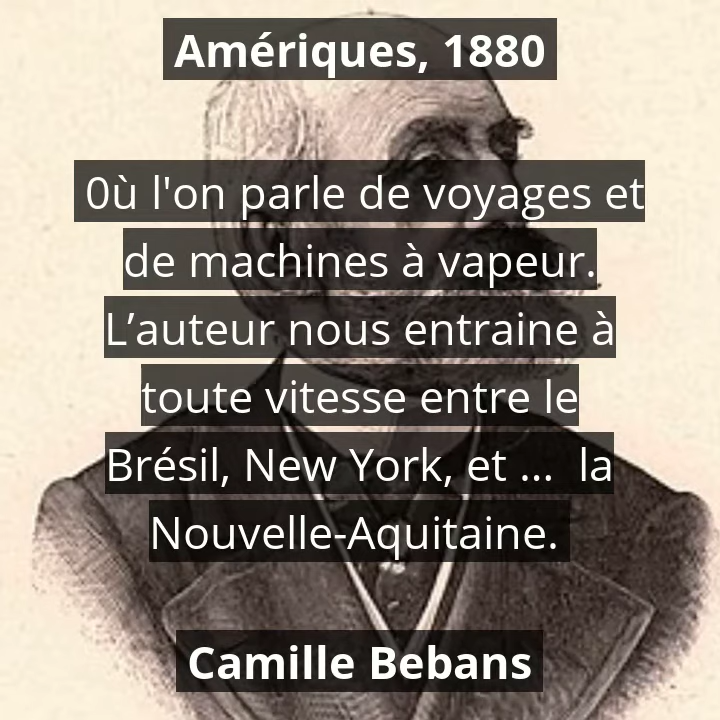 Amériques, 1880
0ù l'on parle de voyages et
de machines à vapeur.
L’auteur nous entraine à
toute vitesse entre le
Brésil, New York, et ... la
Nouvelle-Aquitaine.
Camille Bebans